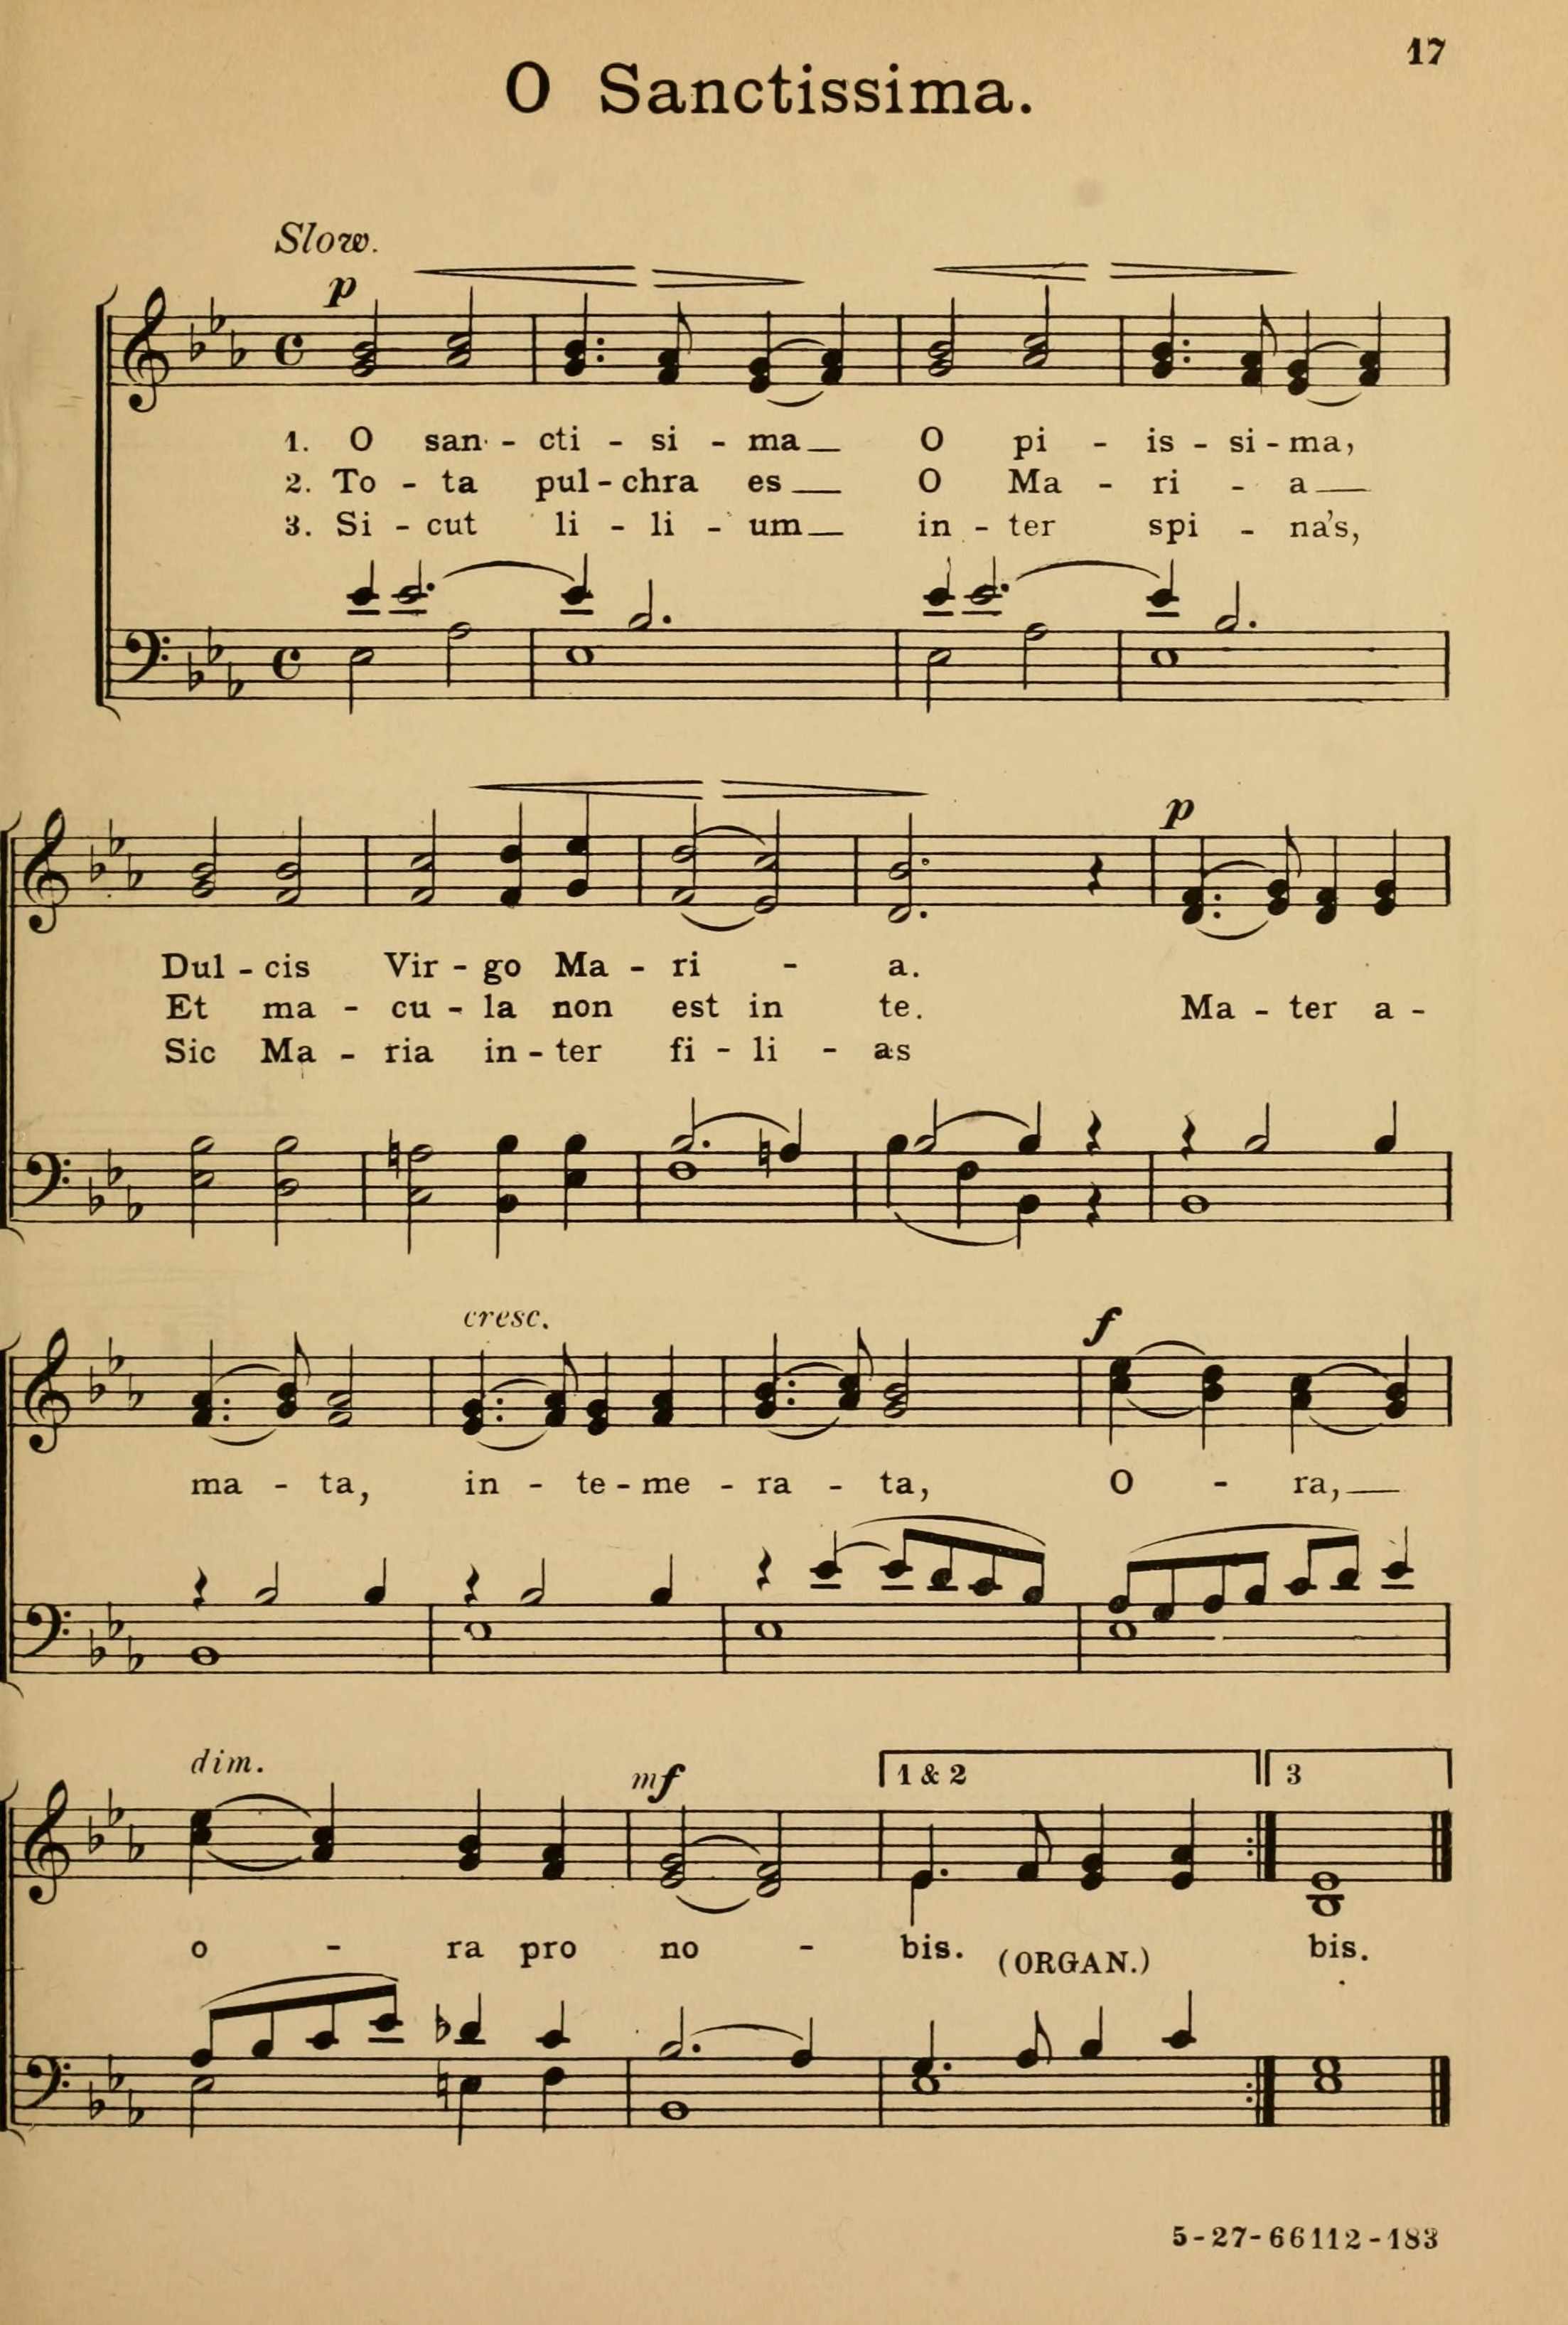 17
O Sanctissima.
Slow.
p
1. O san - cti - si - ma O pi - is - si - ma,
2. To - ta pul - chra es O Ma - ri - a
3. Si - cut li - li - um in - ter spi - na's,
p
Dul - cis Vir - go Ma - ri - a.
Et ma - cu - la non est in te. Ma - ter a -
Sic Ma - ria in - ter fi - li - as
cresc. f
ma - ta, in - te - me - ra - ta, O - ra,
dim. mf 1 & 2 3
o - ra pro no - bis. (ORGAN.) bis.
5-27-66112-183